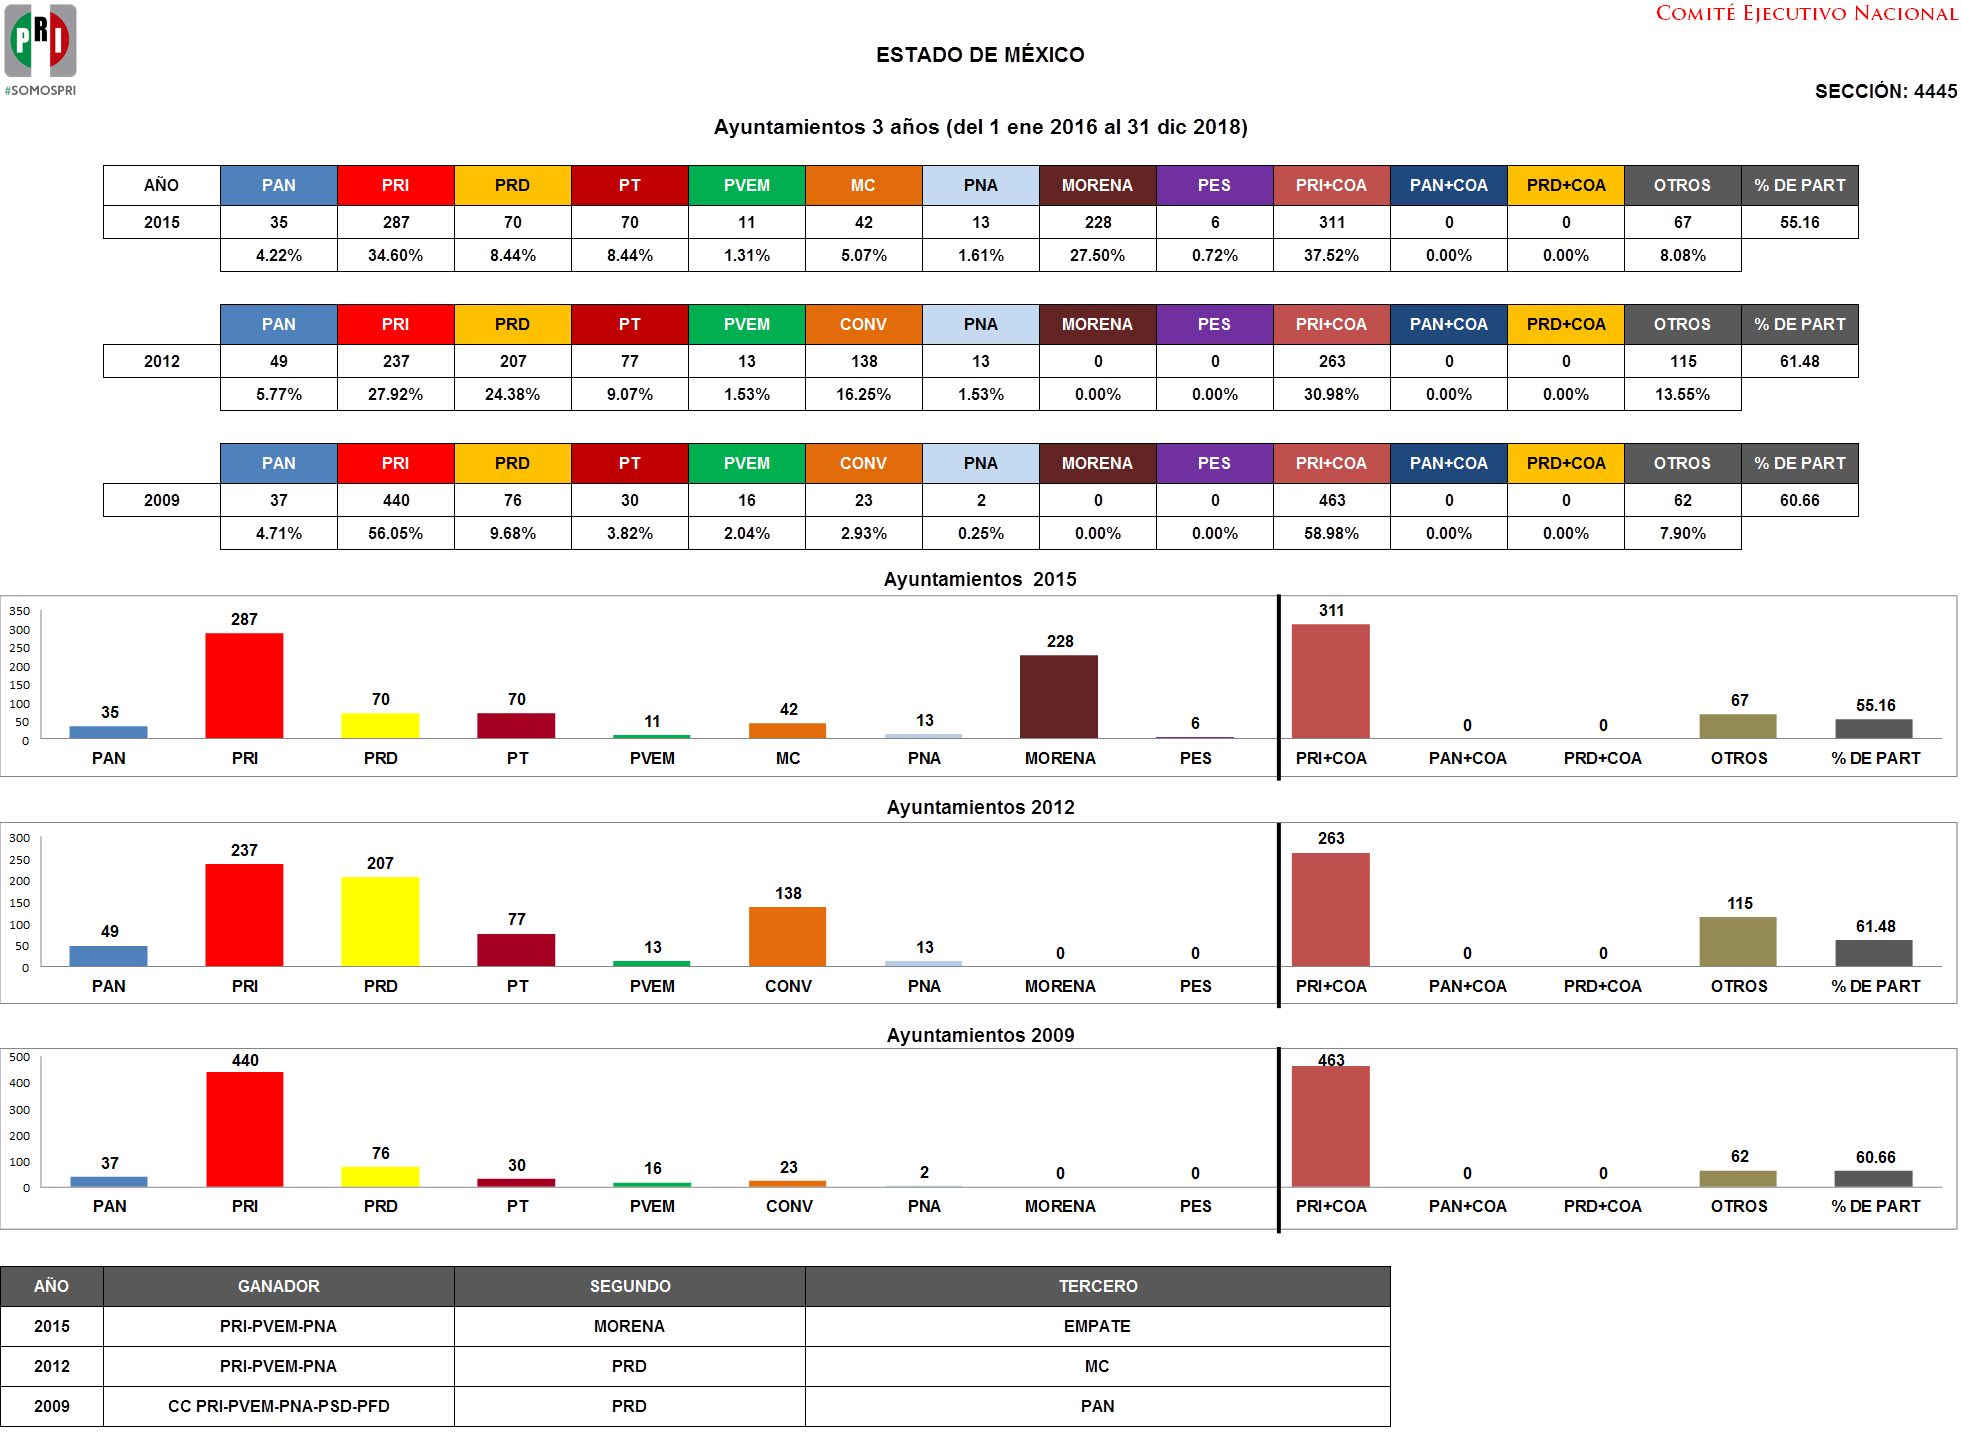 PRI
#SOMOSPRI
COMITÉ EJECUTIVO NACIONAL
ESTADO DE MÉXICO
SECCIÓN: 4445
Ayuntamientos 3 años (del 1 ene 2016 al 31 dic 2018)
AÑO PAN PRI PRD PT PVEM MC PNA MORENA PES PRI+COA PAN+COA PRD+COA OTROS % DE PART
2015 35 287 70 70 11 42 13 228 6 311 0 0 67 55.16
4.22% 34.60% 8.44% 8.44% 1.31% 5.07% 1.61% 27.50% 0.72% 37.52% 0.00% 0.00% 8.08%
PAN PRI PRD PT PVEM CONV PNA MORENA PES PRI+COA PAN+COA PRD+COA OTROS % DE PART
2012 49 237 207 77 13 138 13 0 0 263 0 0 115 61.48
5.77% 27.92% 24.38% 9.07% 1.53% 16.25% 1.53% 0.00% 0.00% 30.98% 0.00% 0.00% 13.55%
PAN PRI PRD PT PVEM CONV PNA MORENA PES PRI+COA PAN+COA PRD+COA OTROS % DE PART
2009 37 440 76 30 16 23 2 0 0 463 0 0 62 60.66
4.71% 56.05% 9.68% 3.82% 2.04% 2.93% 0.25% 0.00% 0.00% 58.98% 0.00% 0.00% 7.90%
Ayuntamientos 2015
350
300
250
200
150
100
50
0
35 287 70 70 11 42 13 228 6 311 0 0 67 55.16
PAN PRI PRD PT PVEM MC PNA MORENA PES PRI+COA PAN+COA PRD+COA OTROS % DE PART
Ayuntamientos 2012
300
250
200
150
100
50
0
49 237 207 77 13 138 13 0 0 263 0 0 115 61.48
PAN PRI PRD PT PVEM CONV PNA MORENA PES PRI+COA PAN+COA PRD+COA OTROS % DE PART
Ayuntamientos 2009
500
400
300
200
100
0
37 440 76 30 16 23 2 0 0 463 0 0 62 60.66
PAN PRI PRD PT PVEM CONV PNA MORENA PES PRI+COA PAN+COA PRD+COA OTROS % DE PART
AÑO GANADOR SEGUNDO TERCERO
2015 PRI-PVEM-PNA MORENA EMPATE
2012 PRI-PVEM-PNA PRD MC
2009 CC PRI-PVEM-PNA-PSD-PFD PRD PAN